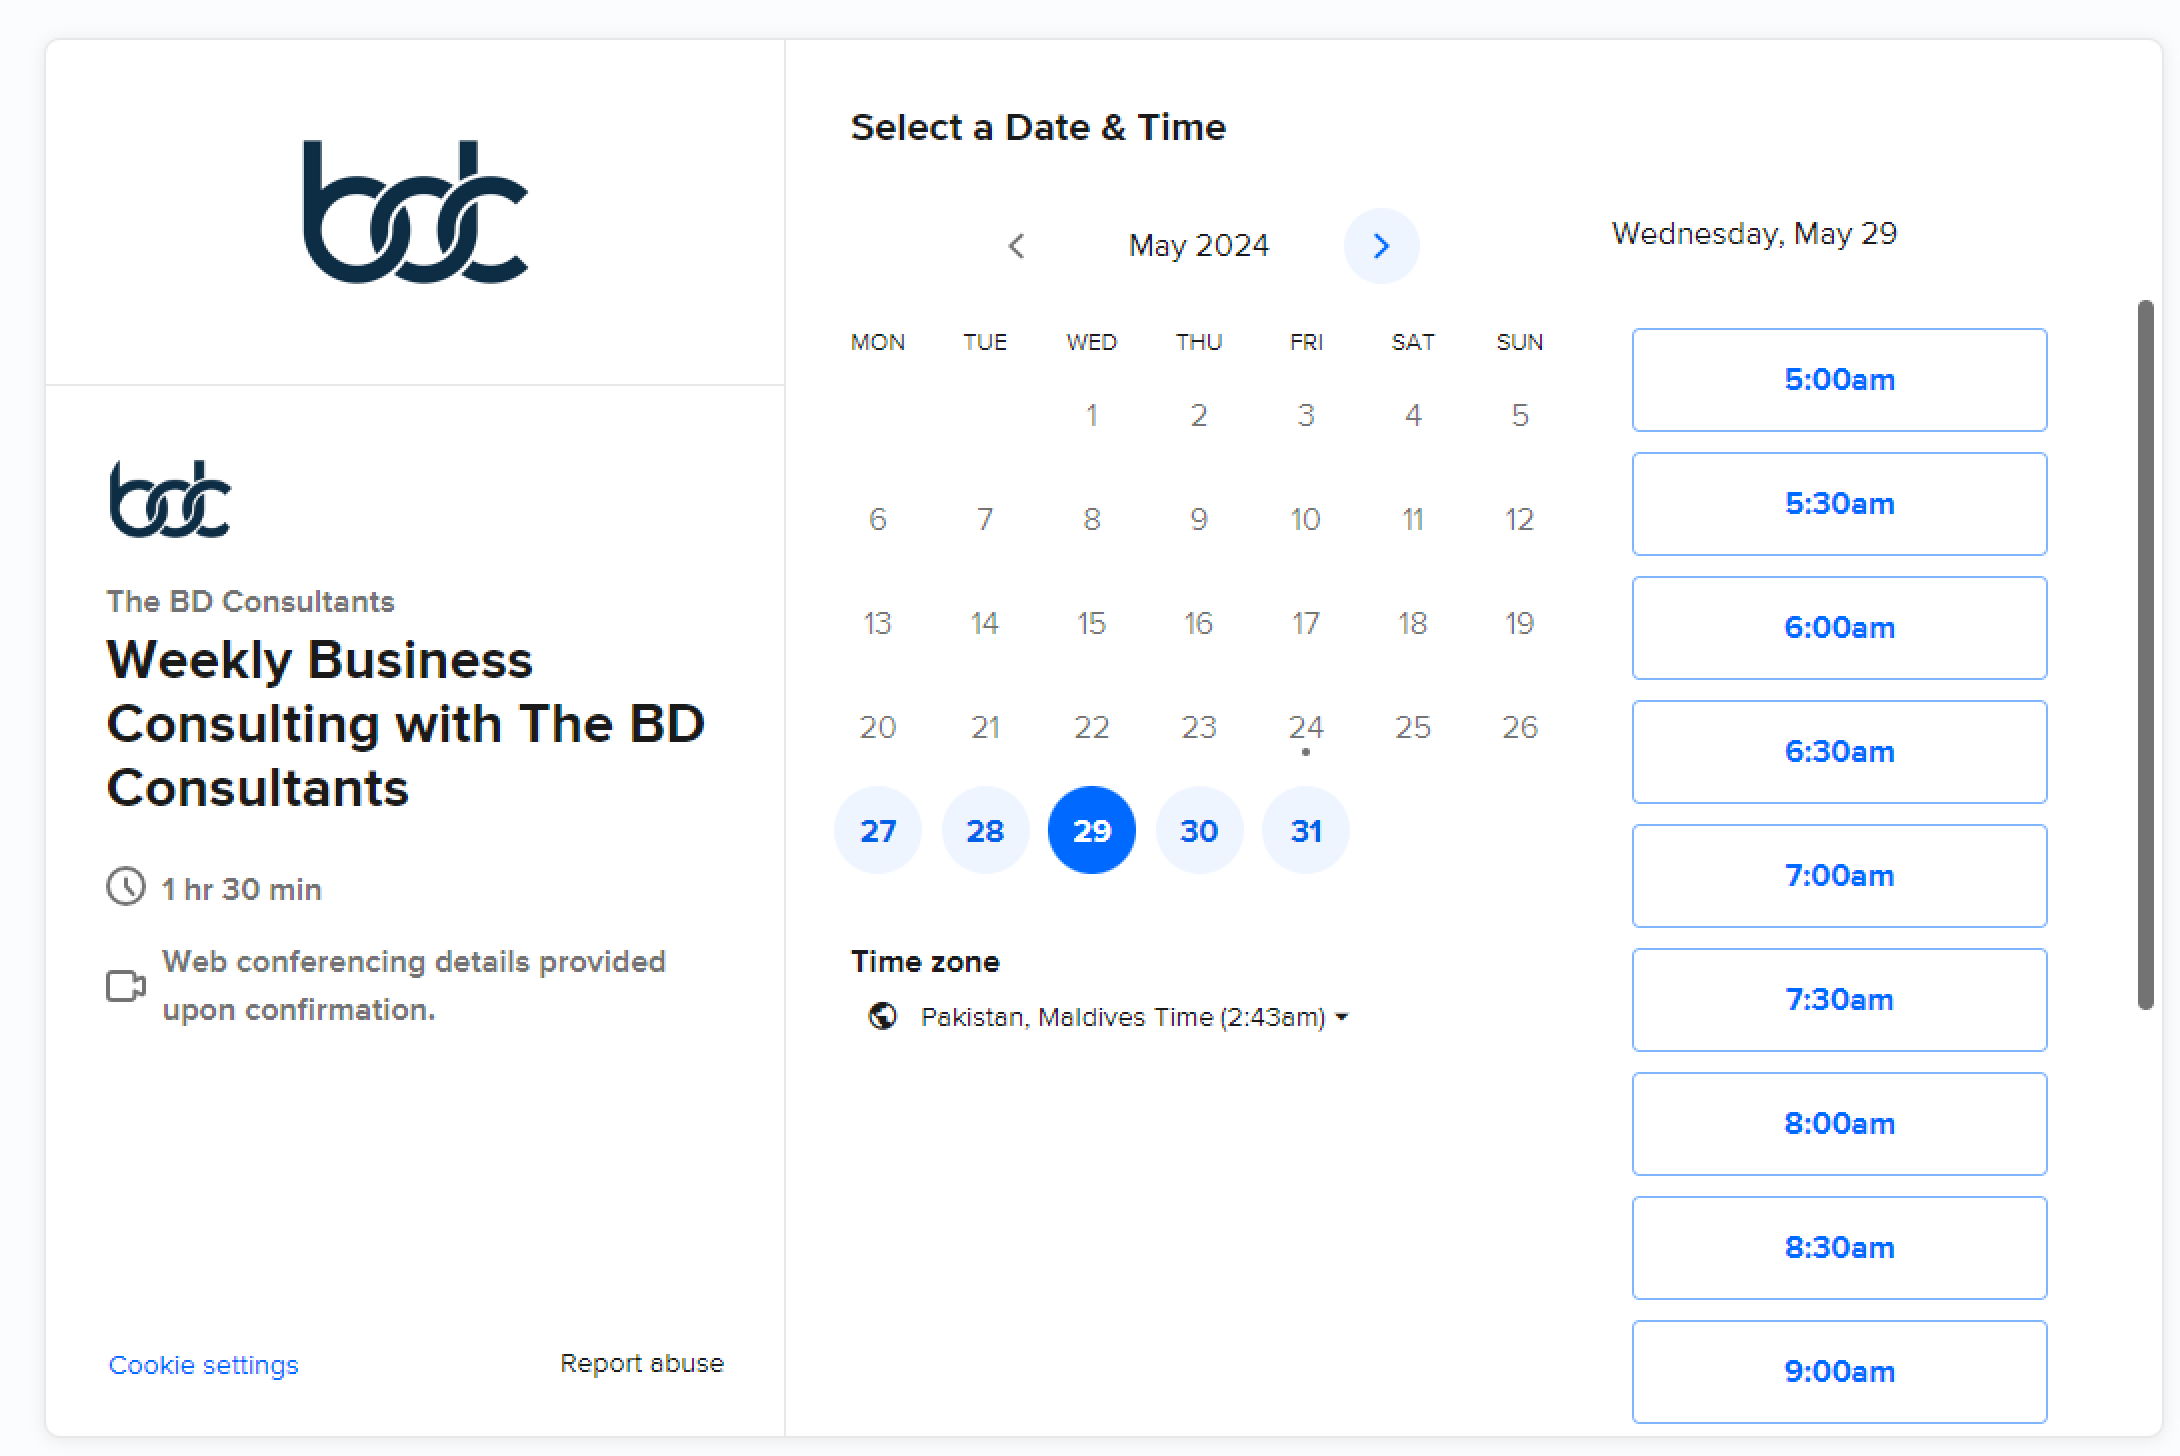 bdc
bdc
The BD Consultants
Weekly Business
Consulting with The BD
Consultants
1 hr 30 min
Web conferencing details provided
upon confirmation.
Cookie settings
Report abuse
Select a Date & Time
May 2024
MON TUE WED THU FRI SAT SUN
1 2 3 4 5
6 7 8 9 10 11 12
13 14 15 16 17 18 19
20 21 22 23 24 25 26
27 28 29 30 31
Time zone
Pakistan, Maldives Time (2:43am)
Wednesday, May 29
5:00am
5:30am
6:00am
6:30am
7:00am
7:30am
8:00am
8:30am
9:00am